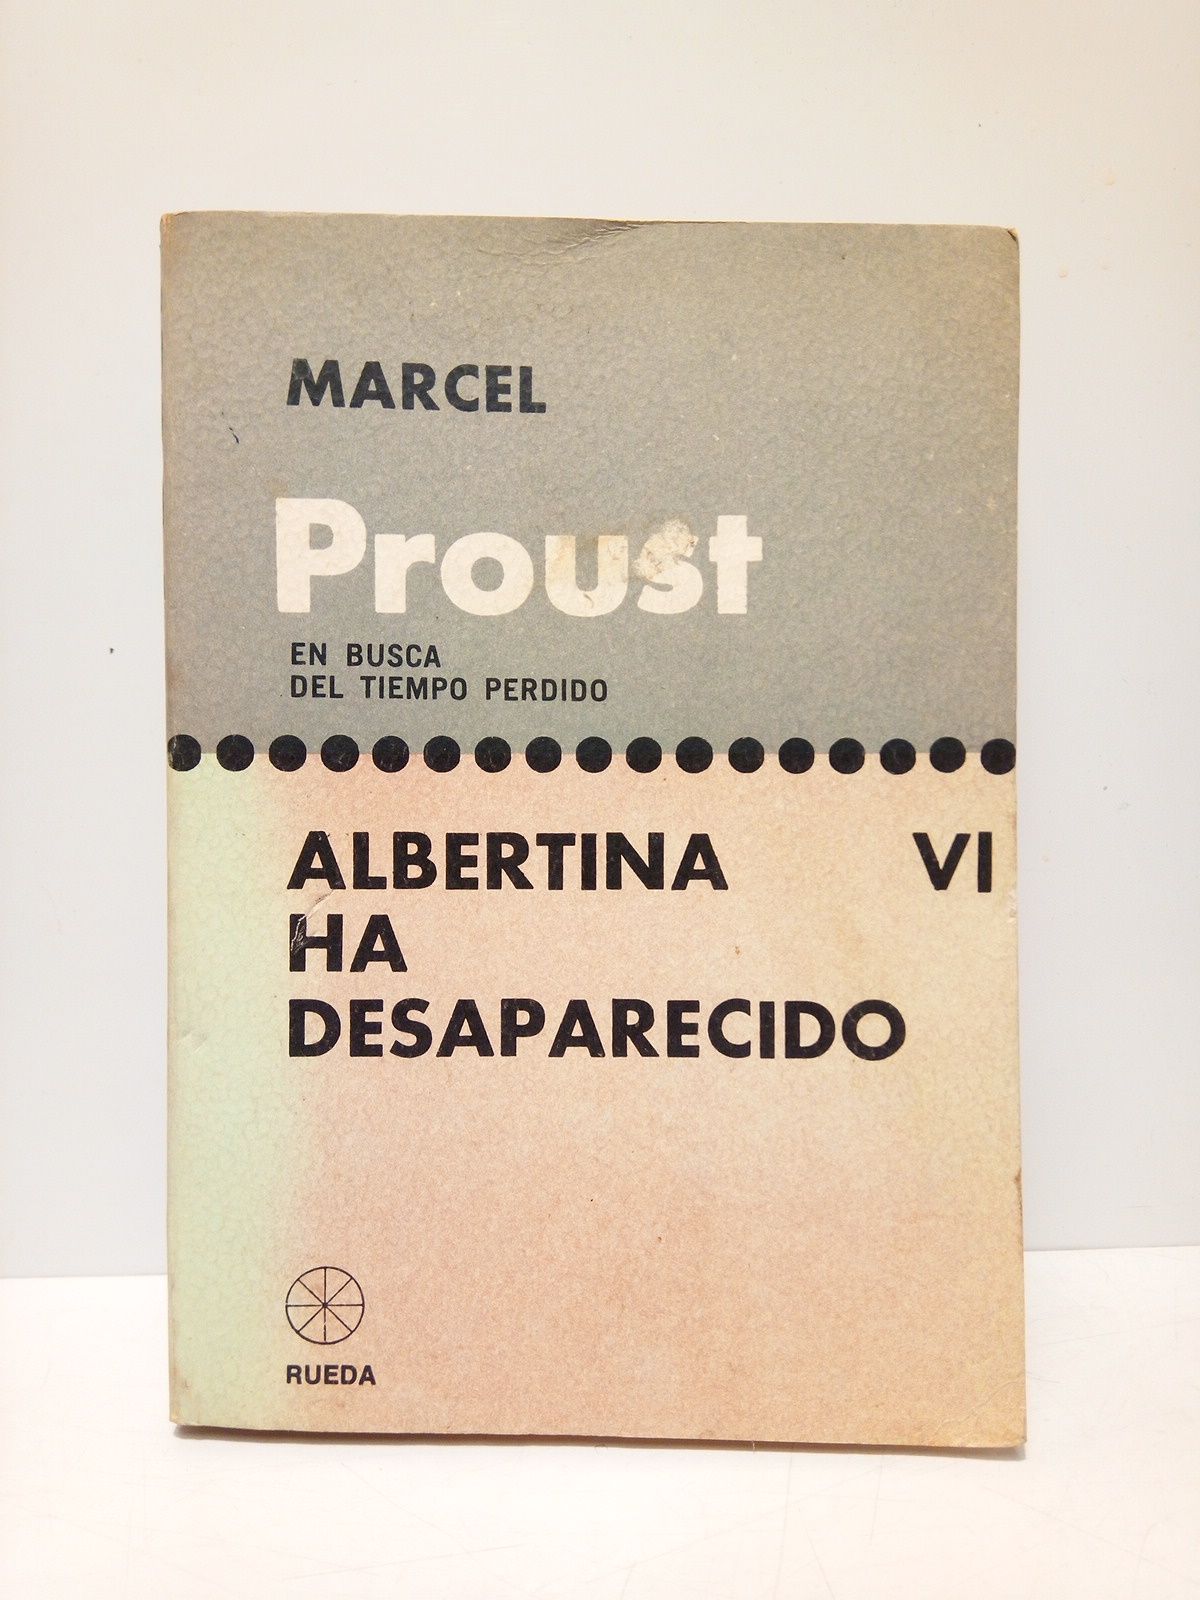 MARCEL
Proust
EN BUSCA
DEL TIEMPO PERDIDO
ALBERTINA VI
HA
DESAPARECIDO
RUEDA